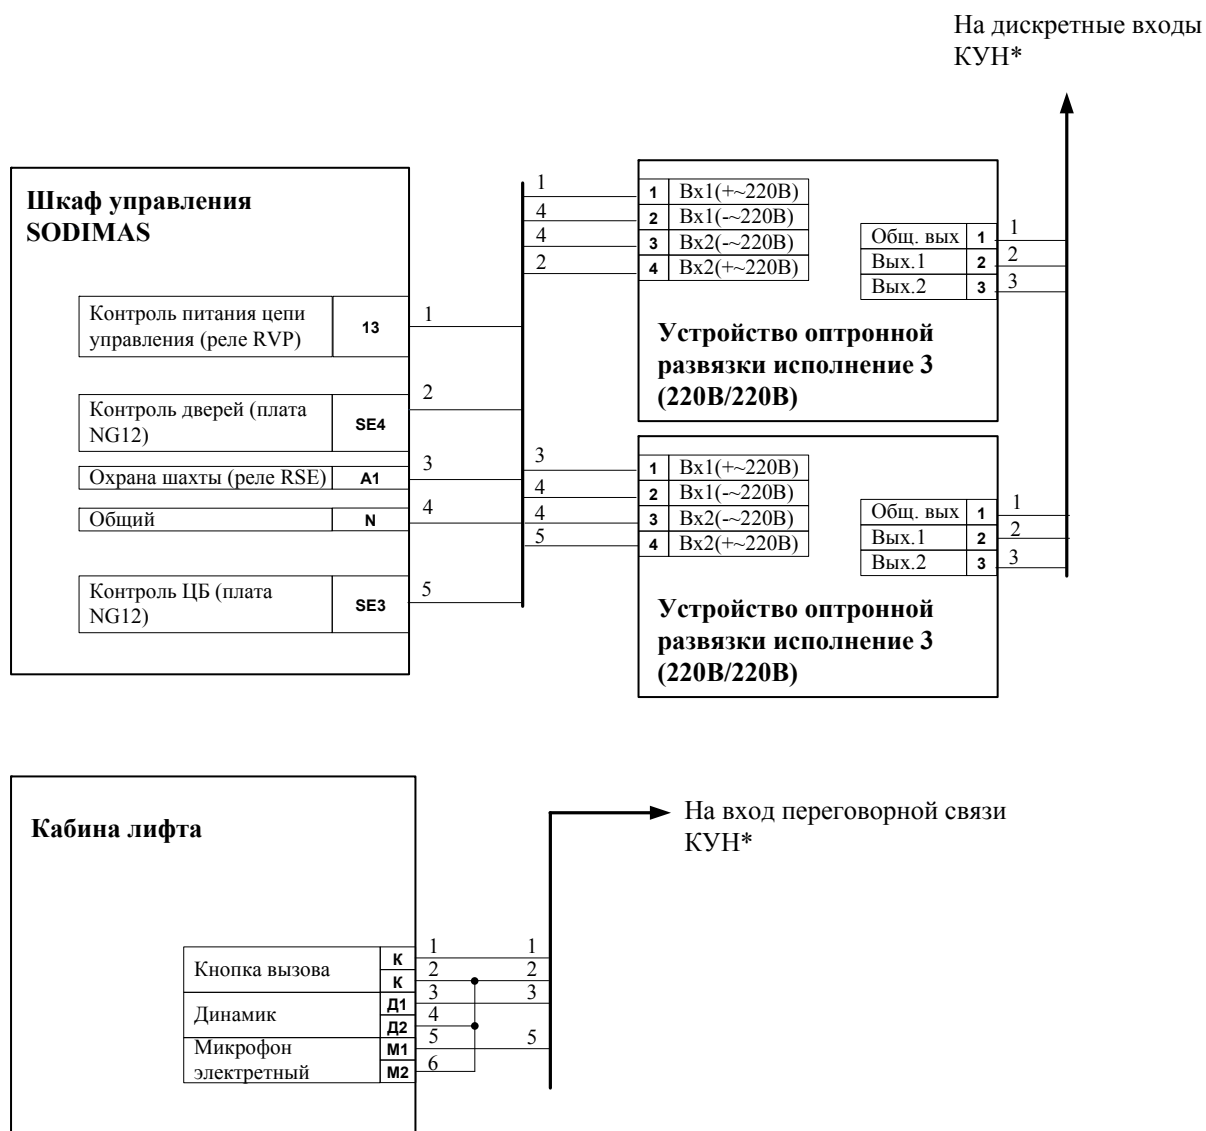 На дискретные входы
КУН*
Шкаф управления
SODIMAS
Контроль питания цепи
управления (реле RVP)
13
1
Контроль дверей (плата
NG12)
SE4
2
Охрана шахты (реле RSE)
A1
3
Общий
N
4
Контроль ЦБ (плата
NG12)
SE3
5
1
4
4
2
1 Вх1(+~220В)
2 Вх1(-~220В)
3 Вх2(-~220В)
4 Вх2(+~220В)
Общ. вых 1 1
Вых.1 2 2
Вых.2 3 3
Устройство оптронной
развязки исполнение 3
(220В/220В)
3
4
4
5
1 Вх1(+~220В)
2 Вх1(-~220В)
3 Вх2(-~220В)
4 Вх2(+~220В)
Общ. вых 1 1
Вых.1 2 2
Вых.2 3 3
Устройство оптронной
развязки исполнение 3
(220В/220В)
Кабина лифта
На вход переговорной связи
КУН*
Кнопка вызова
К 1 1
К 2 2
Динамик
Д1 3 3
Д2 4
Микрофон
электретный
М1 5 5
М2 6